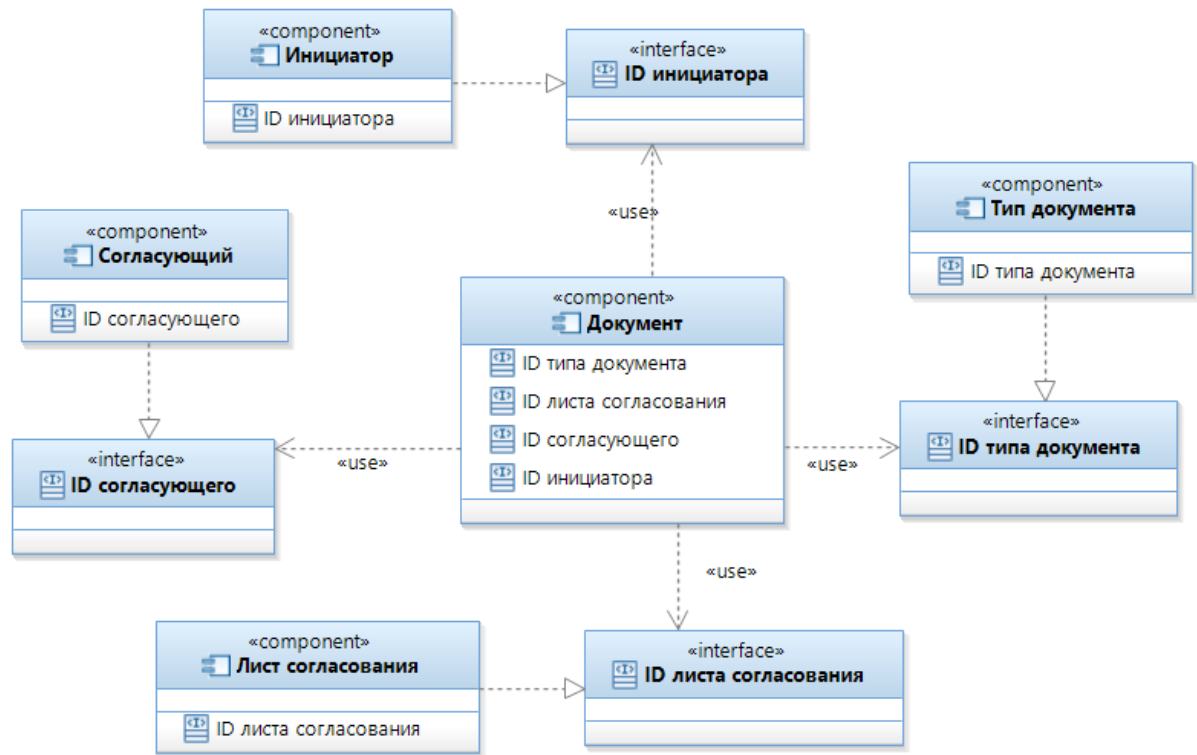 «component»
Инициатор
ID инициатора
«interface»
ID инициатора
«component»
Тип документа
ID типа документа
«use»
«component»
Согласующий
ID согласующего
«component»
Документ
ID типа документа
ID листа согласования
ID согласующего
ID инициатора
«interface»
ID типа документа
«interface»
ID согласующего
«use»
«use»
«use»
«component»
Лист согласования
ID листа согласования
«interface»
ID листа согласования